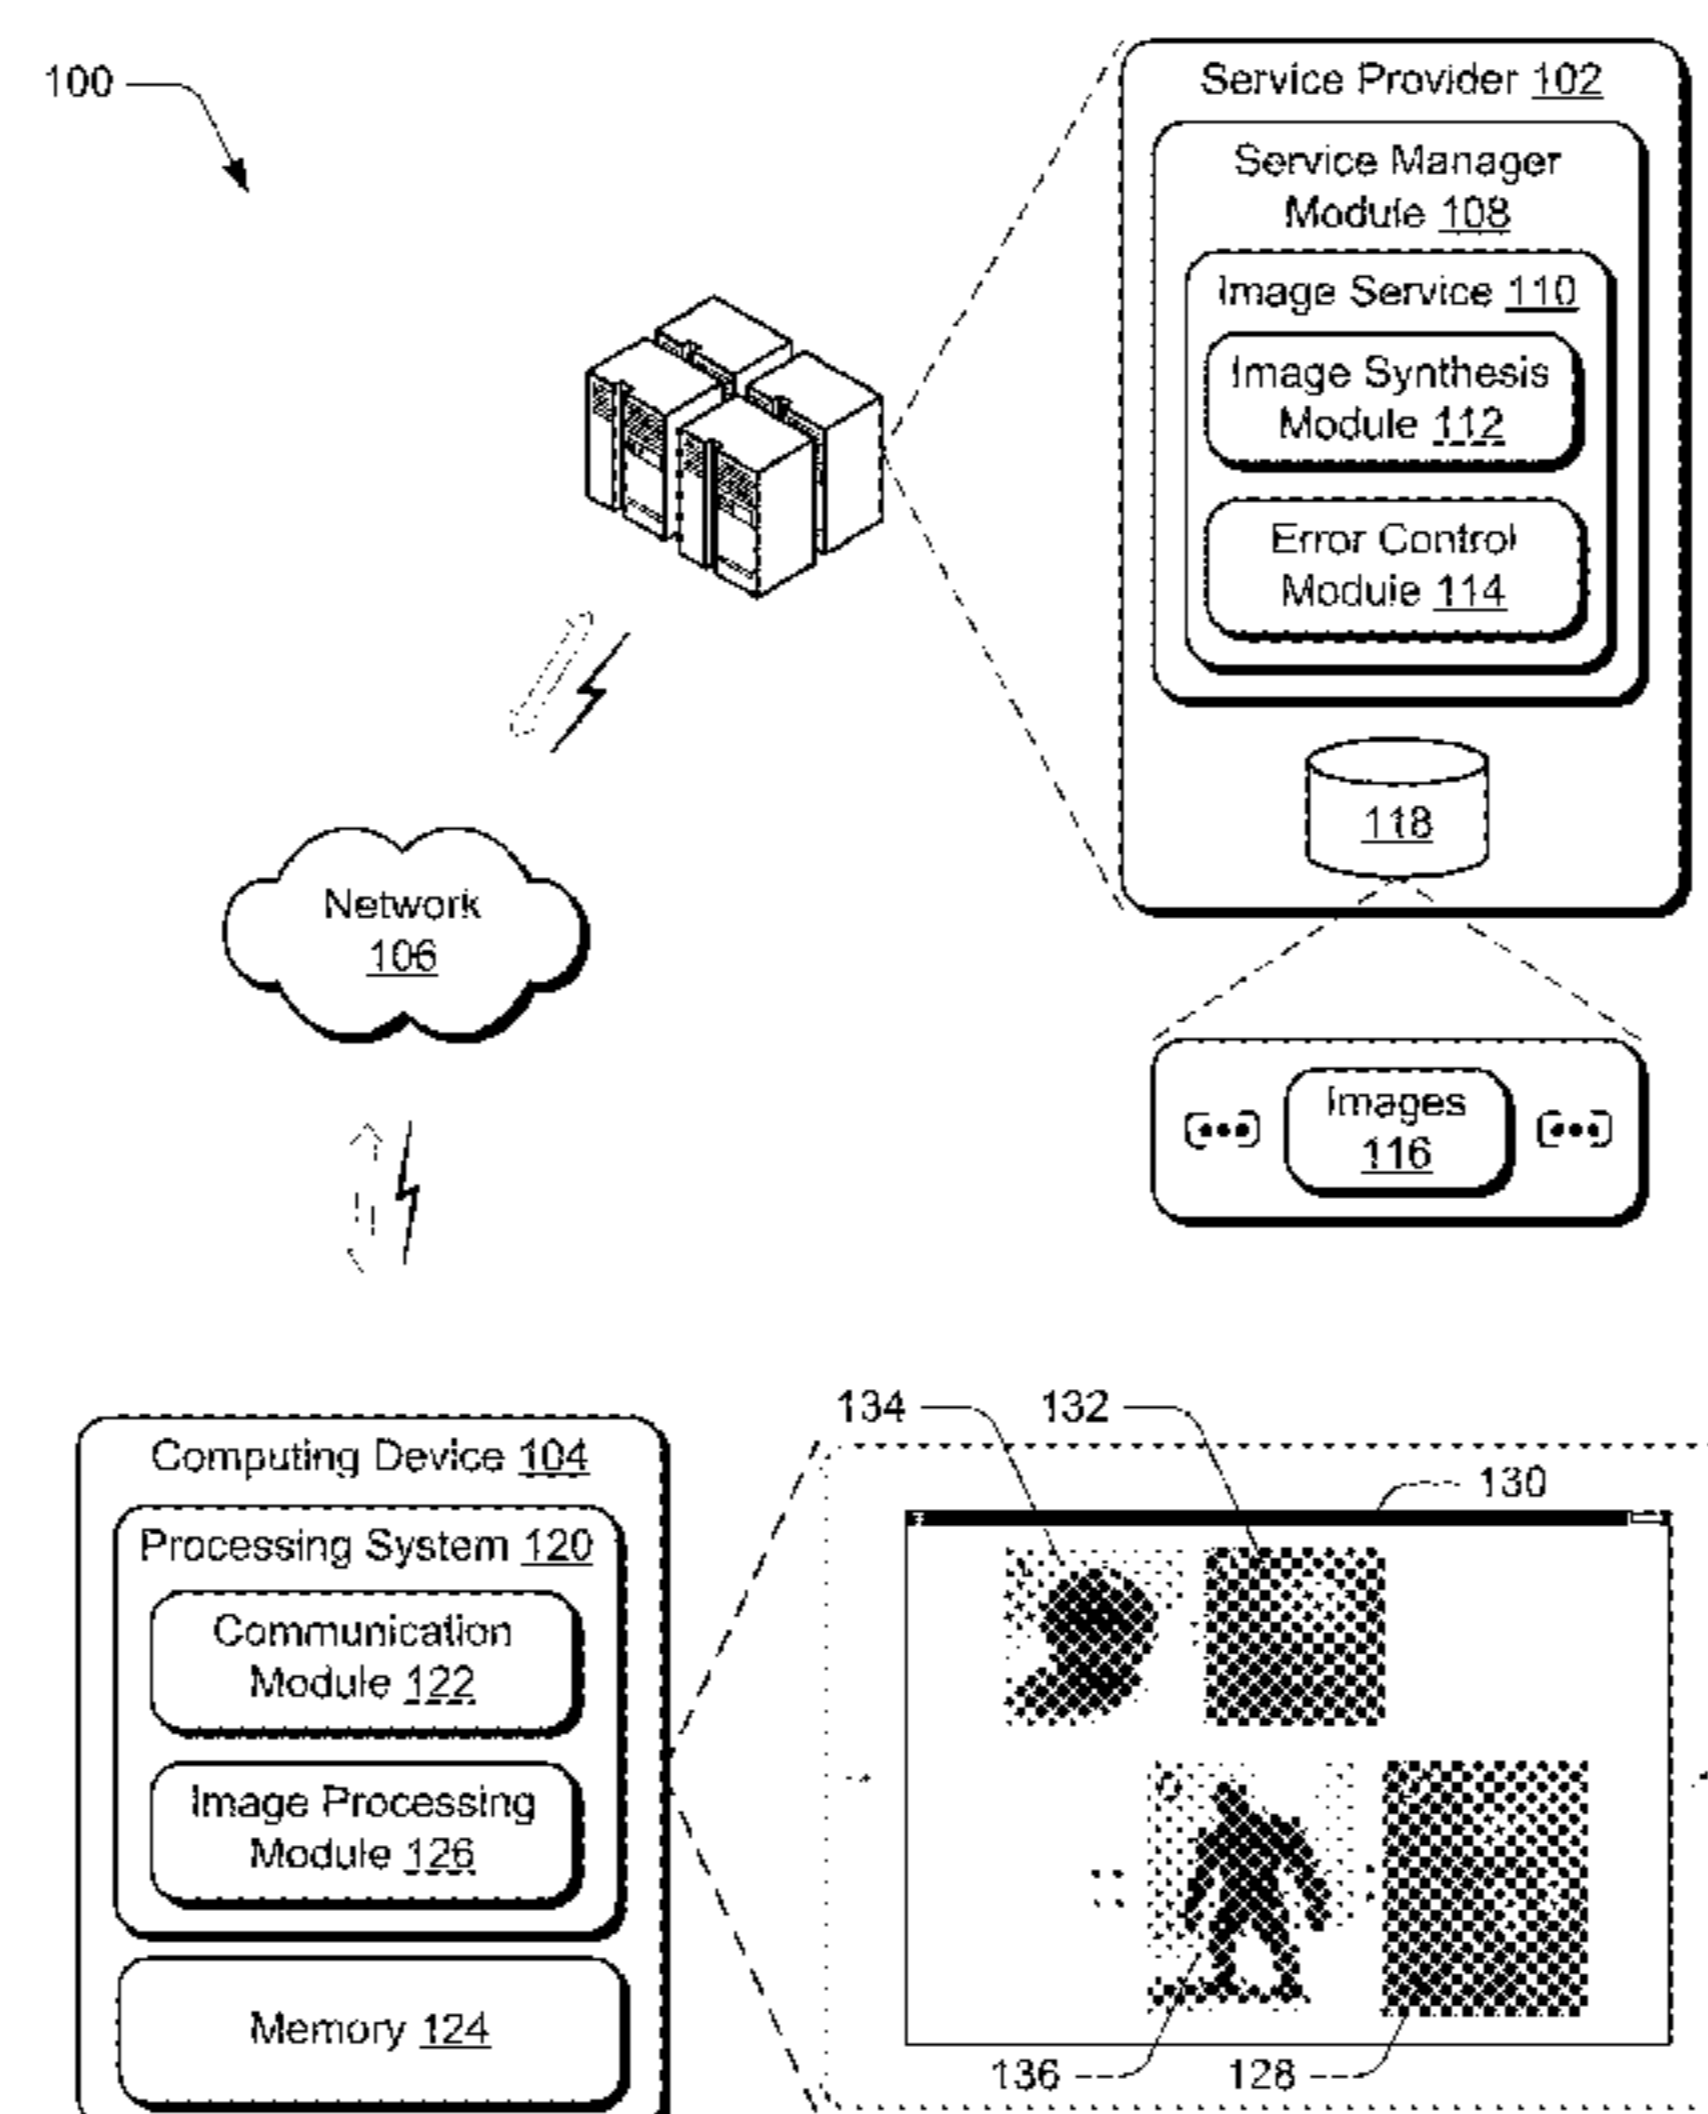 100
Service Provider 102
Service Manager
Module 108
Image Service 110
Image Synthesis
Module 112
Error Control
Module 114
118
Network
106
Images
116
134
132
130
Computing Device 104
Processing System 120
Communication
Module 122
Image Processing
Module 126
Memory 124
136
128